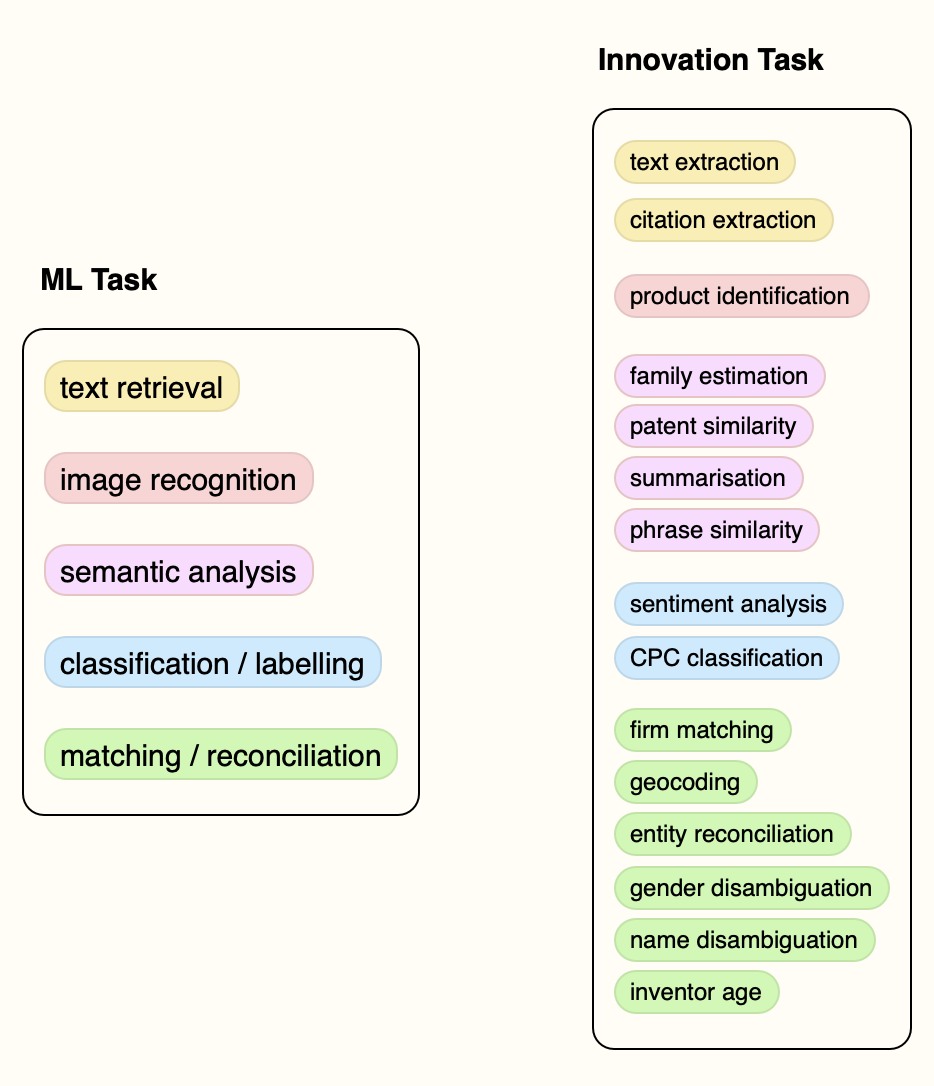 ML Task
text retrieval
image recognition
semantic analysis
classification / labelling
matching / reconciliation
Innovation Task
text extraction
citation extraction
product identification
family estimation
patent similarity
summarisation
phrase similarity
sentiment analysis
CPC classification
firm matching
geocoding
entity reconciliation
gender disambiguation
name disambiguation
inventor age